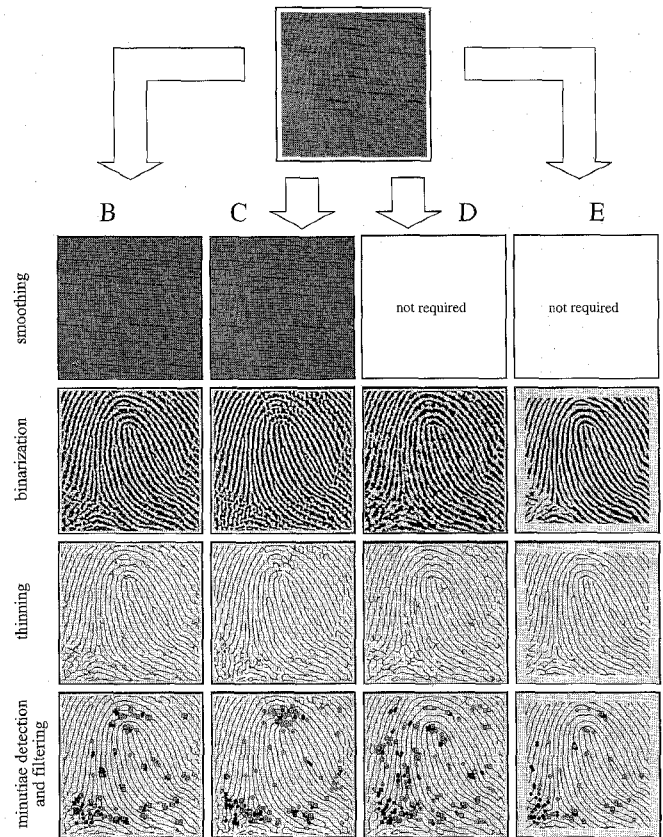 B C D E
smoothing
not required
not required
binarization
thinning
minutiae detection
and filtering